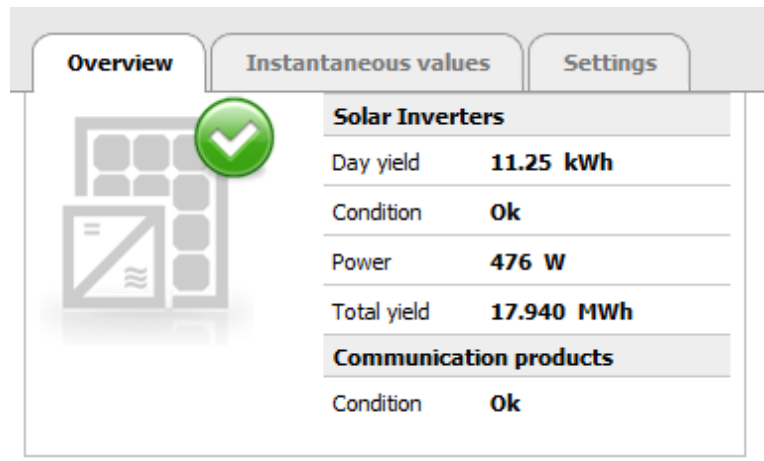 Overview Instantaneous values Settings
Solar Inverters
Day yield 11.25 kWh
Condition Ok
Power 476 W
Total yield 17.940 MWh
Communication products
Condition Ok